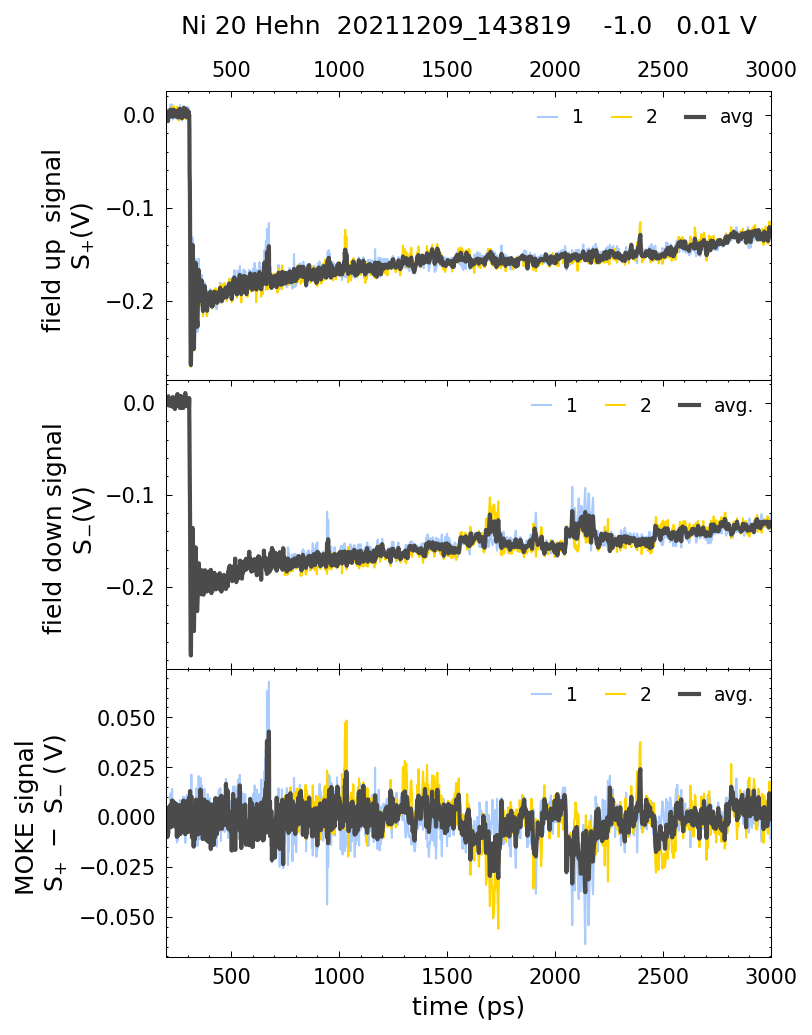 Ni 20 Hehn  20211209_143819    -1.0   0.01 V
500 1000 1500 2000 2500 3000
field up  signal
S₊(V)
0.0
−0.1
−0.2
1 2 avg
field down signal
S₋(V)
0.0
−0.1
−0.2
1 2 avg.
MOKE signal
S₊ − S₋ ( V)
0.050
0.025
0.000
−0.025
−0.050
1 2 avg.
500 1000 1500 2000 2500 3000
time (ps)